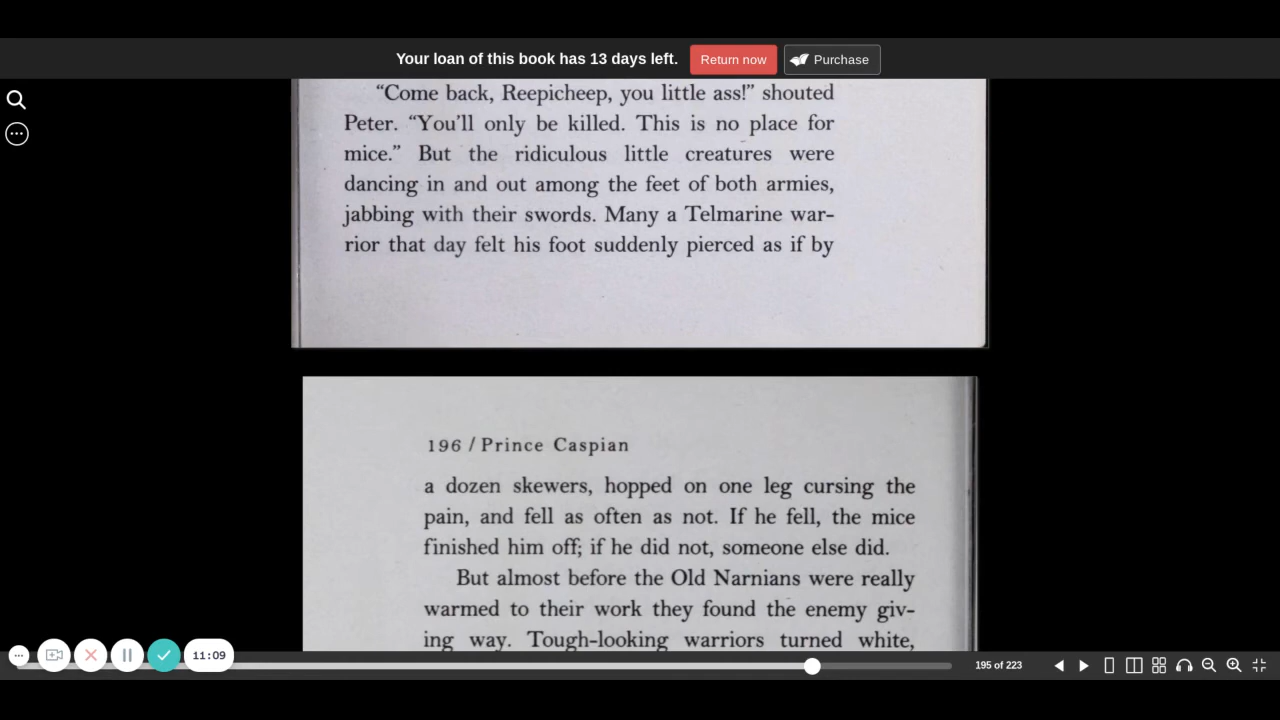 Your loan of this book has 13 days left. Return now Purchase
“Come back, Reepicheep, you little ass!” shouted
Peter. “You’ll only be killed. This is no place for
mice.” But the ridiculous little creatures were
dancing in and out among the feet of both armies,
jabbing with their swords. Many a Telmarine war-
rior that day felt his foot suddenly pierced as if by
196 / Prince Caspian
a dozen skewers, hopped on one leg cursing the
pain, and fell as often as not. If he fell, the mice
finished him off; if he did not, someone else did.
But almost before the Old Narnians were really
warmed to their work they found the enemy giv-
ing way. Tough-looking warriors turned white,
11:09
195 of 223